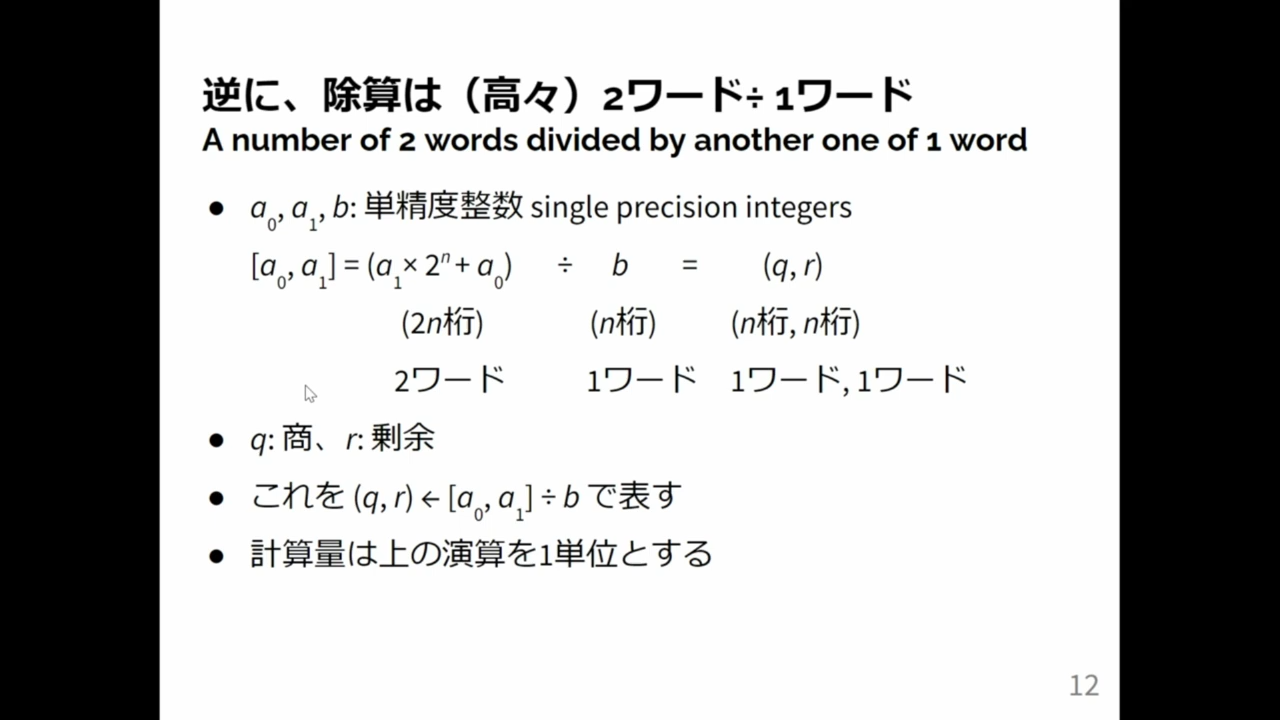 逆に、除算は（高々）2ワード÷ 1ワード
A number of 2 words divided by another one of 1 word
● a₀, a₁, b: 単精度整数 single precision integers
[a₀, a₁] = (a₁× 2ⁿ + a₀) ÷ b = (q, r)
(2n桁) (n桁) (n桁, n桁)
2ワード 1ワード 1ワード, 1ワード
● q: 商、r: 剰余
● これを (q, r) ← [a₀, a₁] ÷ b で表す
● 計算量は上の演算を1単位とする
12